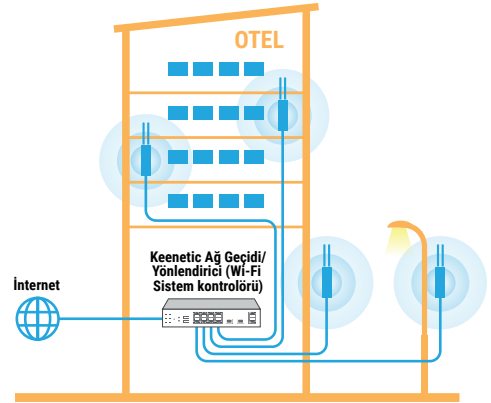 OTEL
Keenetic Ağ Geçidi/
Yönlendirici (Wi-Fi
Sistem kontrolörü)
İnternet